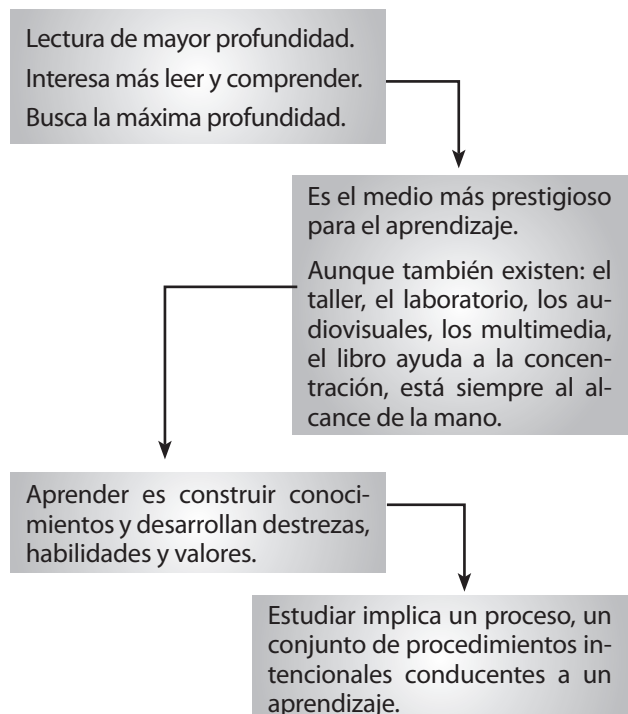 Lectura de mayor profundidad.
Interesa más leer y comprender.
Busca la máxima profundidad.
Es el medio más prestigioso
para el aprendizaje.
Aunque también existen: el
taller, el laboratorio, los au-
diovisuales, los multimedia,
el libro ayuda a la concen-
tración, está siempre al al-
cance de la mano.
Aprender es construir conoci-
mientos y desarrollan destrezas,
habilidades y valores.
Estudiar implica un proceso, un
conjunto de procedimientos in-
tencionales conducentes a un
aprendizaje.